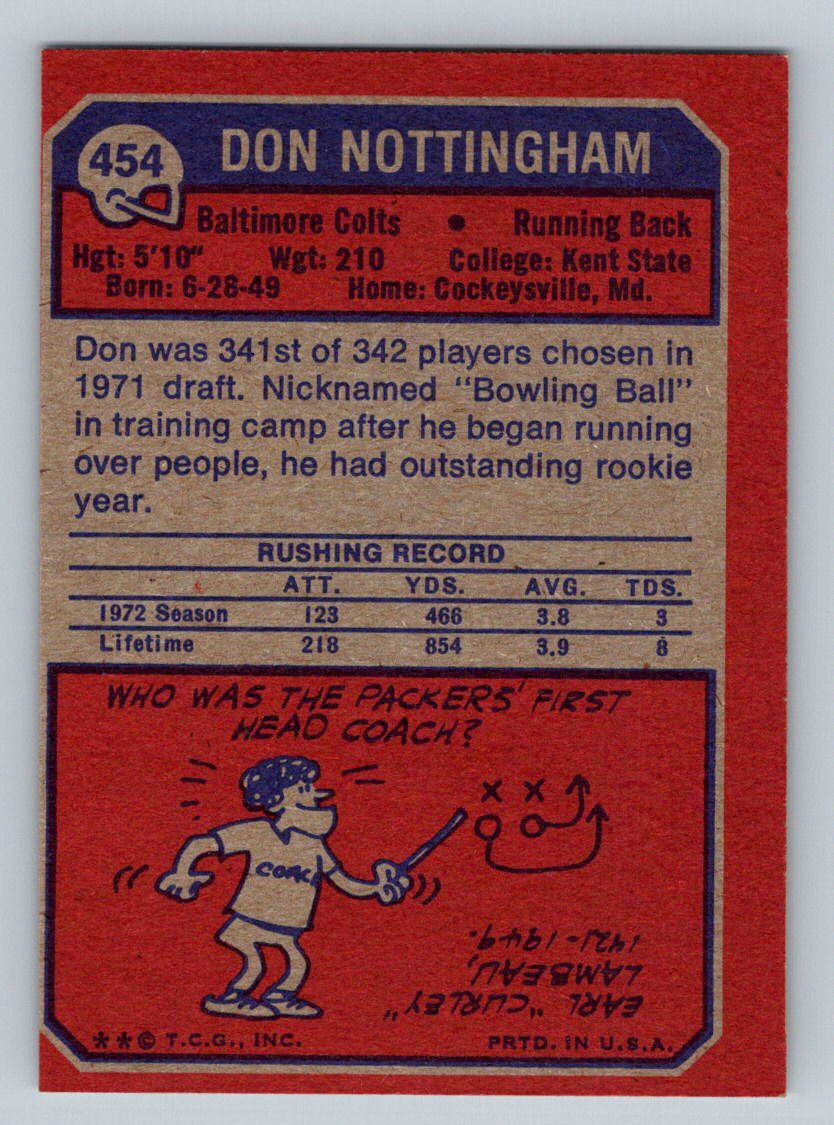 454 DON NOTTINGHAM
Baltimore Colts • Running Back
Hgt: 5'10" Wgt: 210 College: Kent State
Born: 6-28-49 Home: Cockeysville, Md.
Don was 341st of 342 players chosen in
1971 draft. Nicknamed "Bowling Ball"
in training camp after he began running
over people, he had outstanding rookie
year.
RUSHING RECORD
ATT. YDS. AVG. TDS.
1972 Season 123 466 3.8 3
Lifetime 218 854 3.9 8
WHO WAS THE PACKERS' FIRST
HEAD COACH?
X X
COACH
EARL "CURLEY"
LAMBEAU,
1921-1949.
**© T.C.G., INC. PRTD. IN U.S.A.